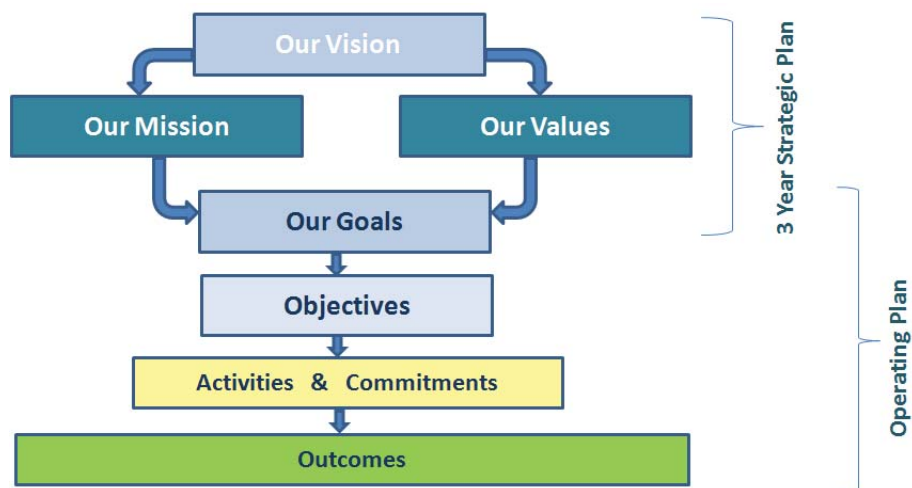 Our Vision
Our Mission
Our Values
Our Goals
Objectives
Activities & Commitments
Outcomes
3 Year Strategic Plan
Operating Plan